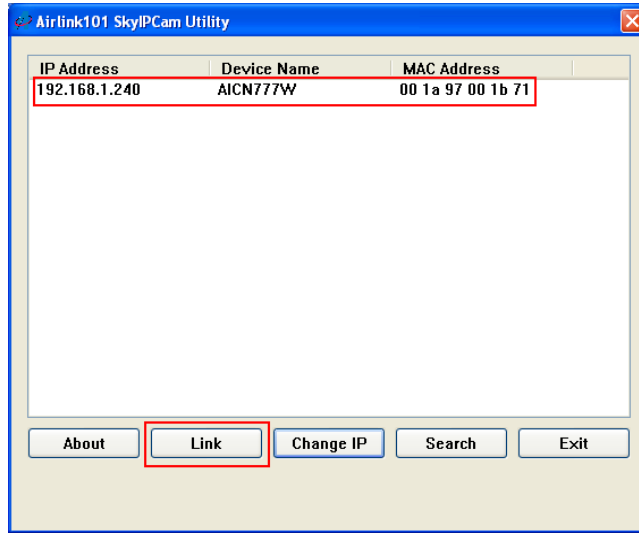 Airlink101 SkyIPCam Utility
IP Address Device Name MAC Address
192.168.1.240 AICN777W 00 1a 97 00 1b 71
About Link Change IP Search Exit